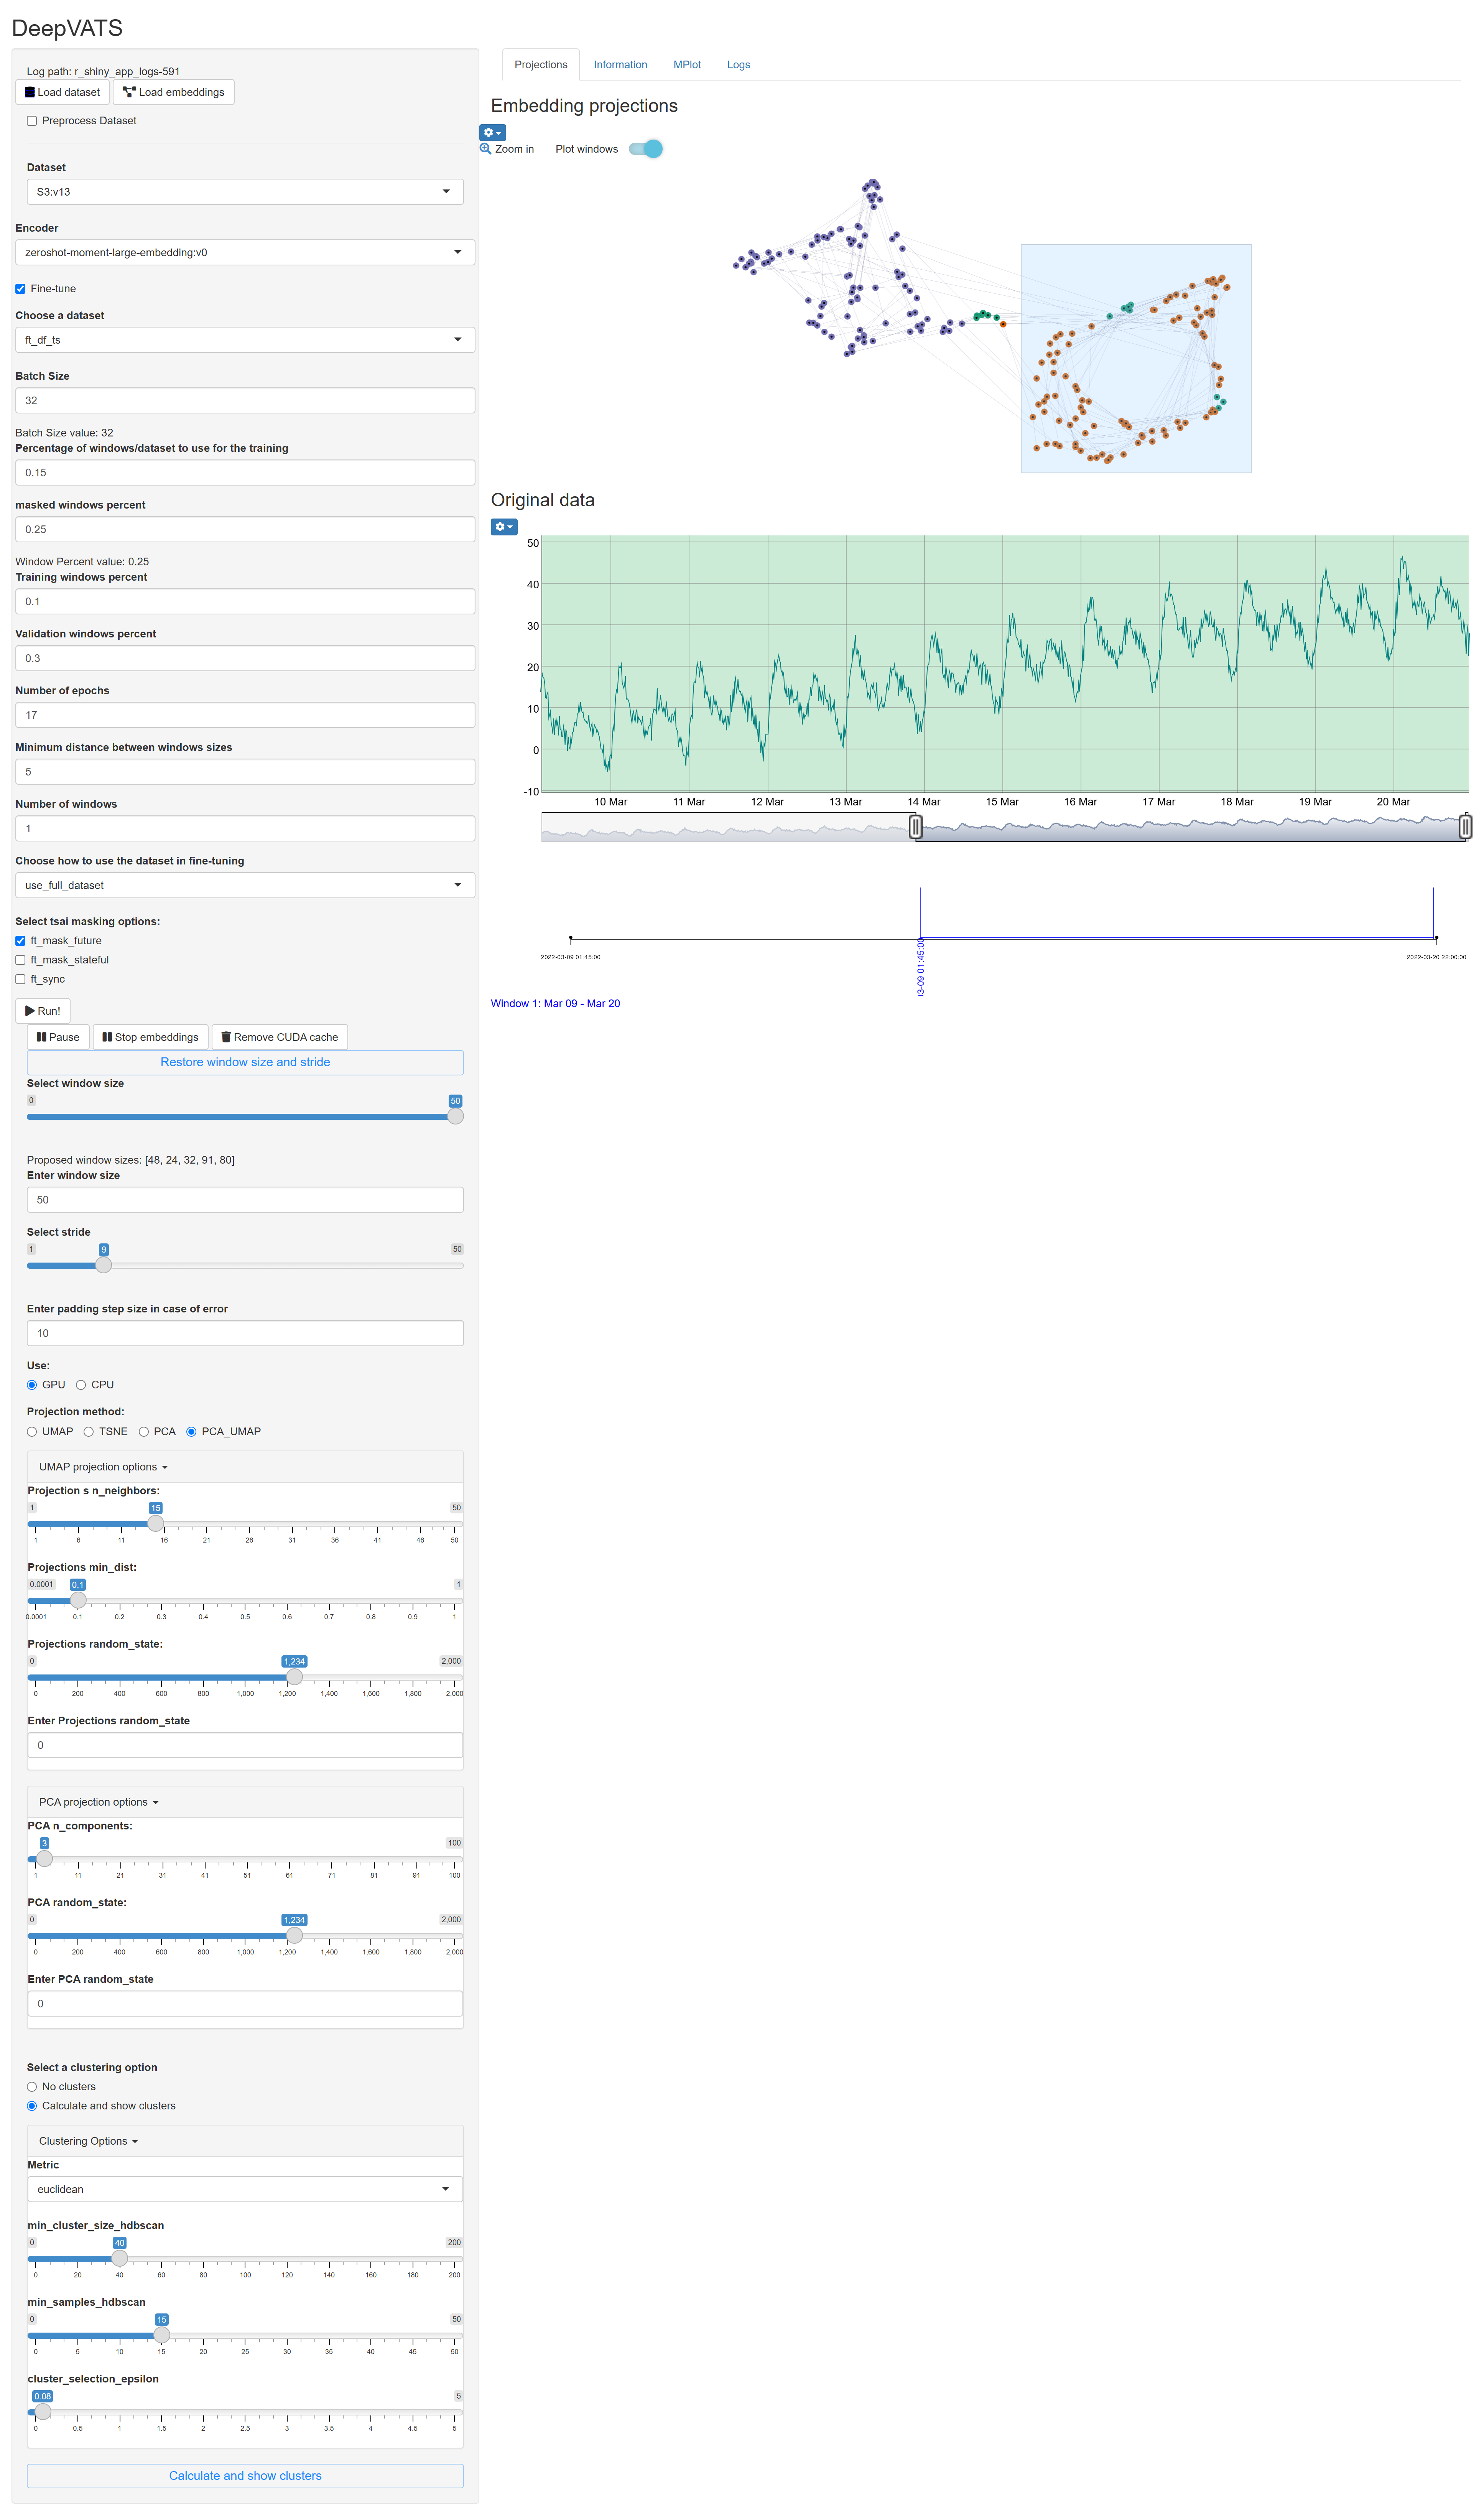 DeepVATS
Log path: r_shiny_app_logs-591
Load dataset Load embeddings
Preprocess Dataset
Dataset
S3:v13
Encoder
zeroshot-moment-large-embedding:v0
Fine-tune
Choose a dataset
ft_df_ts
Batch Size
32
Batch Size value: 32
Percentage of windows/dataset to use for the training
0.15
masked windows percent
0.25
Window Percent value: 0.25
Training windows percent
0.1
Validation windows percent
0.3
Number of epochs
17
Minimum distance between windows sizes
5
Number of windows
1
Choose how to use the dataset in fine-tuning
use_full_dataset
Select tsai masking options:
ft_mask_future
ft_mask_stateful
ft_sync
Run!
Pause Stop embeddings Remove CUDA cache
Restore window size and stride
Select window size
0 50
Proposed window sizes: [48, 24, 32, 91, 80]
Enter window size
50
Select stride
1 9 50
Enter padding step size in case of error
10
Use:
GPU CPU
Projection method:
UMAP TSNE PCA PCA_UMAP
UMAP projection options
Projection s n_neighbors:
1 15 50
1 6 11 16 21 26 31 36 41 46 50
Projections min_dist:
0.0001 0.1 1
0.0001 0.1 0.2 0.3 0.4 0.5 0.6 0.7 0.8 0.9 1
Projections random_state:
0 1,234 2,000
0 200 400 600 800 1,000 1,200 1,400 1,600 1,800 2,000
Enter Projections random_state
0
PCA projection options
PCA n_components:
3 100
1 11 21 31 41 51 61 71 81 91 100
PCA random_state:
0 1,234 2,000
0 200 400 600 800 1,000 1,200 1,400 1,600 1,800 2,000
Enter PCA random_state
0
Select a clustering option
No clusters
Calculate and show clusters
Clustering Options
Metric
euclidean
min_cluster_size_hdbscan
0 40 200
0 20 40 60 80 100 120 140 160 180 200
min_samples_hdbscan
0 15 50
0 5 10 15 20 25 30 35 40 45 50
cluster_selection_epsilon
0.08 5
0 0.5 1 1.5 2 2.5 3 3.5 4 4.5 5
Calculate and show clusters
Projections Information MPlot Logs
Embedding projections
Zoom in Plot windows
Original data
50
40
30
20
10
0
-10
10 Mar 11 Mar 12 Mar 13 Mar 14 Mar 15 Mar 16 Mar 17 Mar 18 Mar 19 Mar 20 Mar
2022-03-09 01:45:00 2022-03-20 22:00:00
3-09 01:45:00
Window 1: Mar 09 - Mar 20